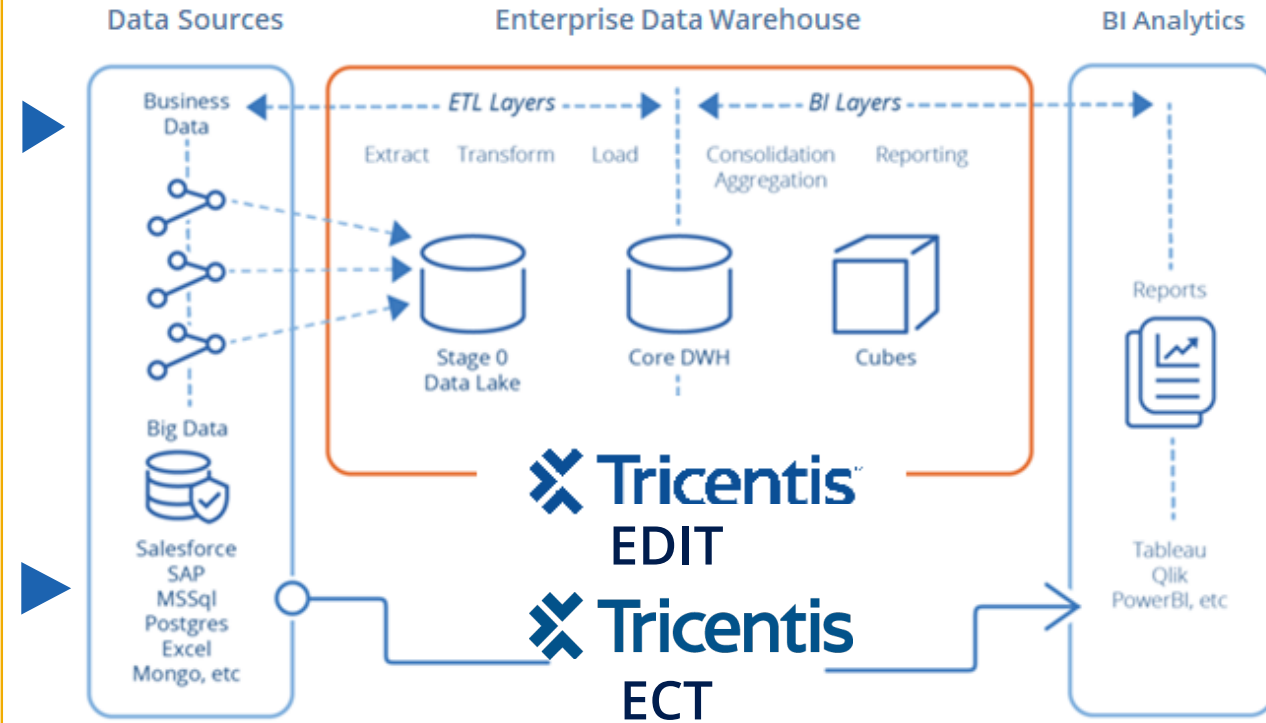 Data Sources
Enterprise Data Warehouse
BI Analytics
Business
Data
ETL Layers
BI Layers
Extract
Transform
Load
Consolidation
Aggregation
Reporting
Stage 0
Data Lake
Core DWH
Cubes
Reports
Big Data
Salesforce
SAP
MSSql
Postgres
Excel
Mongo, etc
Tricentis
EDIT
Tricentis
ECT
Tableau
Qlik
PowerBI, etc